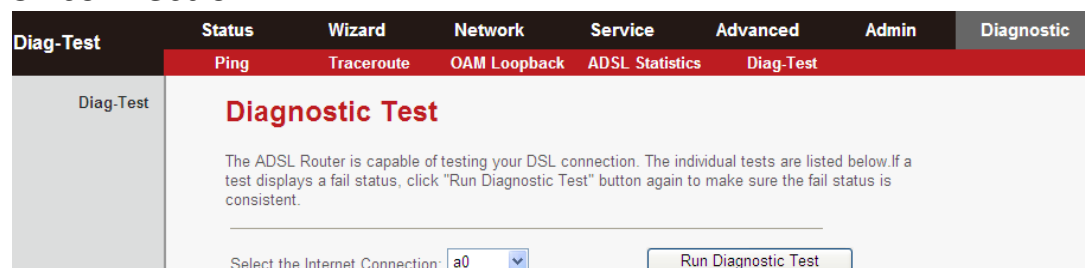 Diag-Test
Status Wizard Network Service Advanced Admin Diagnostic
Ping Traceroute OAM Loopback ADSL Statistics Diag-Test
Diag-Test
Diagnostic Test
The ADSL Router is capable of testing your DSL connection. The individual tests are listed below.If a
test displays a fail status, click "Run Diagnostic Test" button again to make sure the fail status is
consistent.
Select the Internet Connection: a0
Run Diagnostic Test